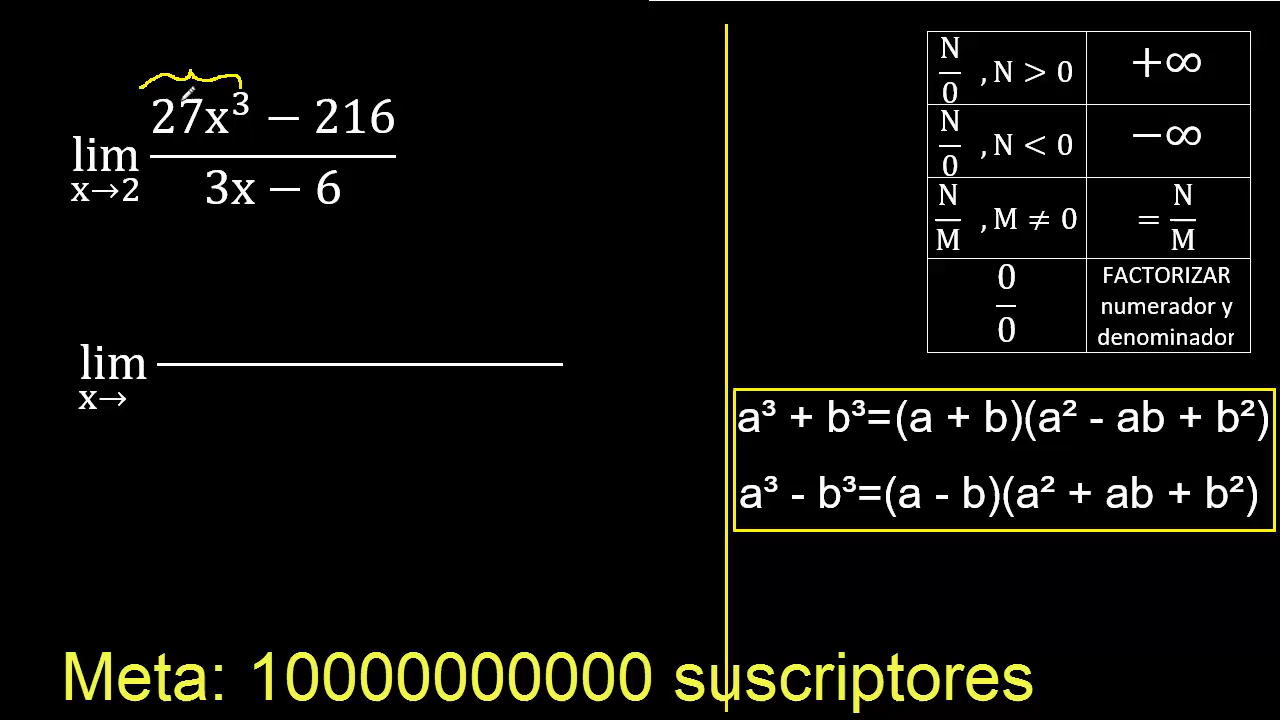 lim x→2 (27x³ − 216)/(3x − 6)
lim x→
N/0 , N > 0 +∞
N/0 , N < 0 −∞
N/M , M ≠ 0 = N/M
0/0 FACTORIZAR
numerador y
denominador
a³ + b³=(a + b)(a² - ab + b²)
a³ - b³=(a - b)(a² + ab + b²)
Meta: 10000000000 suscriptores